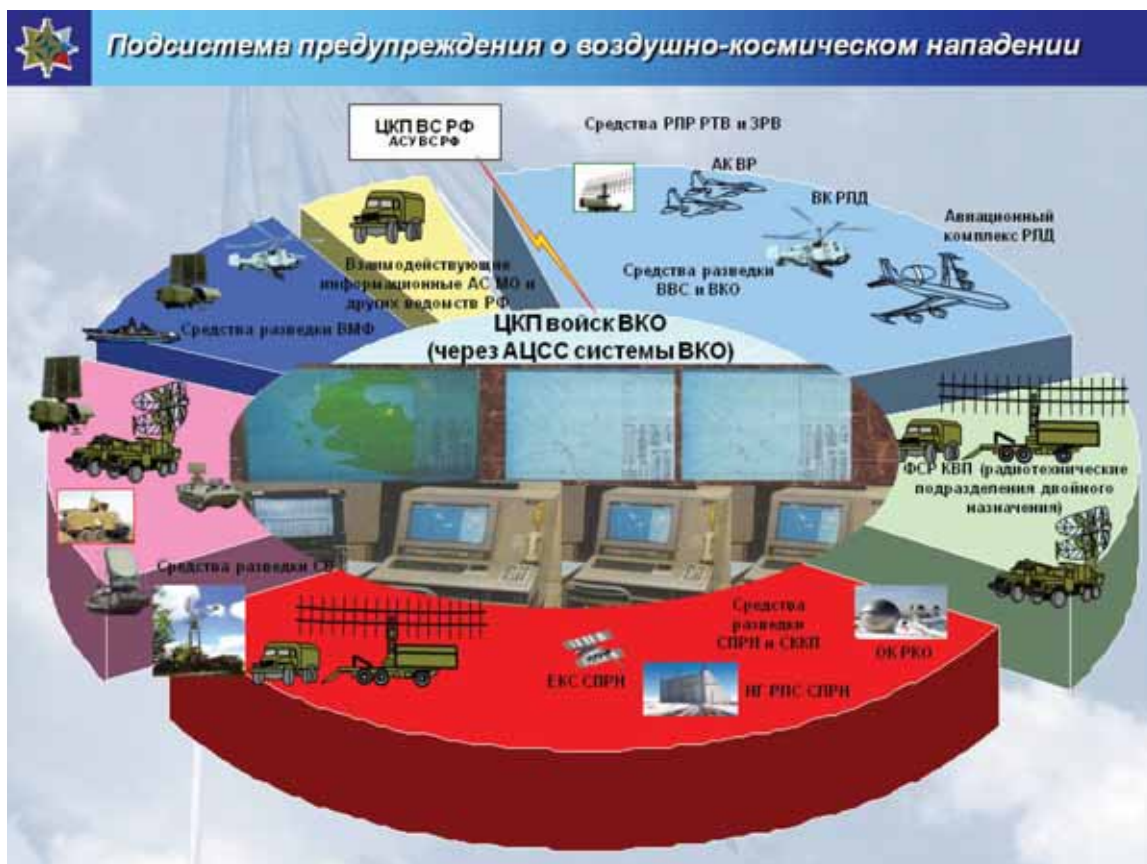 Подсистема предупреждения о воздушно-космическом нападении
ЦКП ВС РФ
АСУ ВС РФ
Средства РЛР РТВ и ЗРВ
АК ВР
ВК РЛД
Авиационный
комплекс РЛД
Средства разведки
ВВС и ВКО
Взаимодействующие
информационные АС МО и
других ведомств РФ
Средства разведки ВМФ
ЦКП войск ВКО
(через АЦСС системы ВКО)
ФСР КВП (радиотехнические
подразделения двойного
назначения)
Средства разведки СВ
Средства
разведки
СПРН и СККП
ОК РКО
ЕКС СПРН
НГ РЛС СПРН